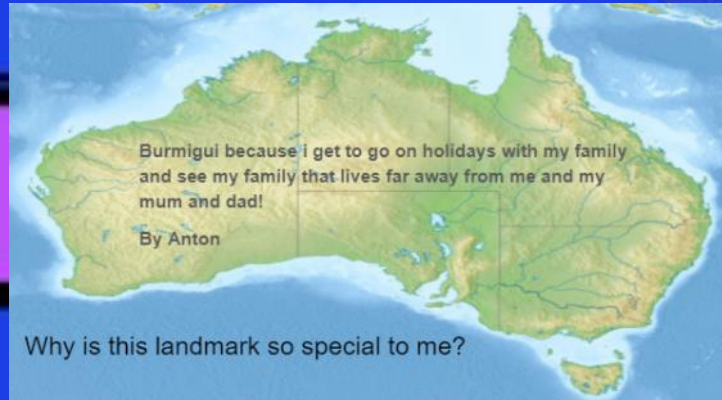 Burmigui because i get to go on holidays with my family
and see my family that lives far away from me and my
mum and dad!
By Anton
Why is this landmark so special to me?